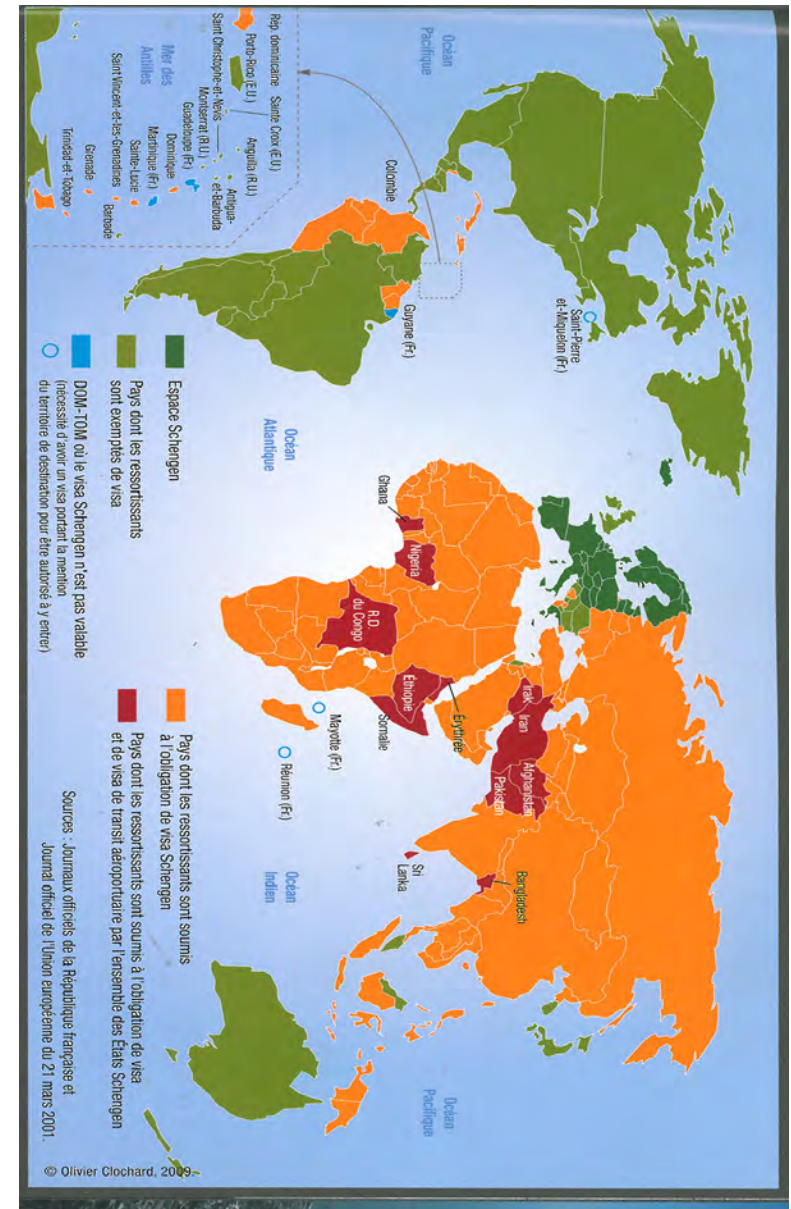 Océan
Pacifique
Saint-Pierre
et-Miquelon (Fr.)
Colombie
Guyane (Fr.)
Océan
Atlantique
Rep. dominicaine
Porto-Rico (E.U.)
Sainte Croix (E.U.)
Saint Christophe-et-Nevis
Anguilla (R.U.)
Montserrat (R.U.)
Antigua-
et-Barbuda
Guadeloupe (Fr.)
Dominique
Mer des
Antilles
Martinique (Fr.)
Sainte-Lucie
Saint Vincent-et-les-Grenadines
Barbade
Grenade
Trinidad-et-Tobago
Ghana
Nigeria
R.D.
du Congo
Éthiopie
Érythrée
Somalie
Mayotte (Fr.)
Réunion (Fr.)
Irak
Iran
Afghanistan
Pakistan
Bangladesh
Sri
Lanka
Océan
Indien
Océan
Pacifique
Espace Schengen
Pays dont les ressortissants
sont exemptés de visa
DOM-TOM où le visa Schengen n'est pas valable
(nécessité d'avoir un visa portant la mention
du territoire de destination pour être autorisé à y entrer)
Pays dont les ressortissants sont soumis
à l'obligation de visa Schengen
Pays dont les ressortissants sont soumis à l'obligation de visa
et de visa de transit aéroportuaire par l'ensemble des États Schengen
Sources : Journaux officiels de la République française et
Journal officiel de l'Union européenne du 21 mars 2001.
© Olivier Clochard, 2009.